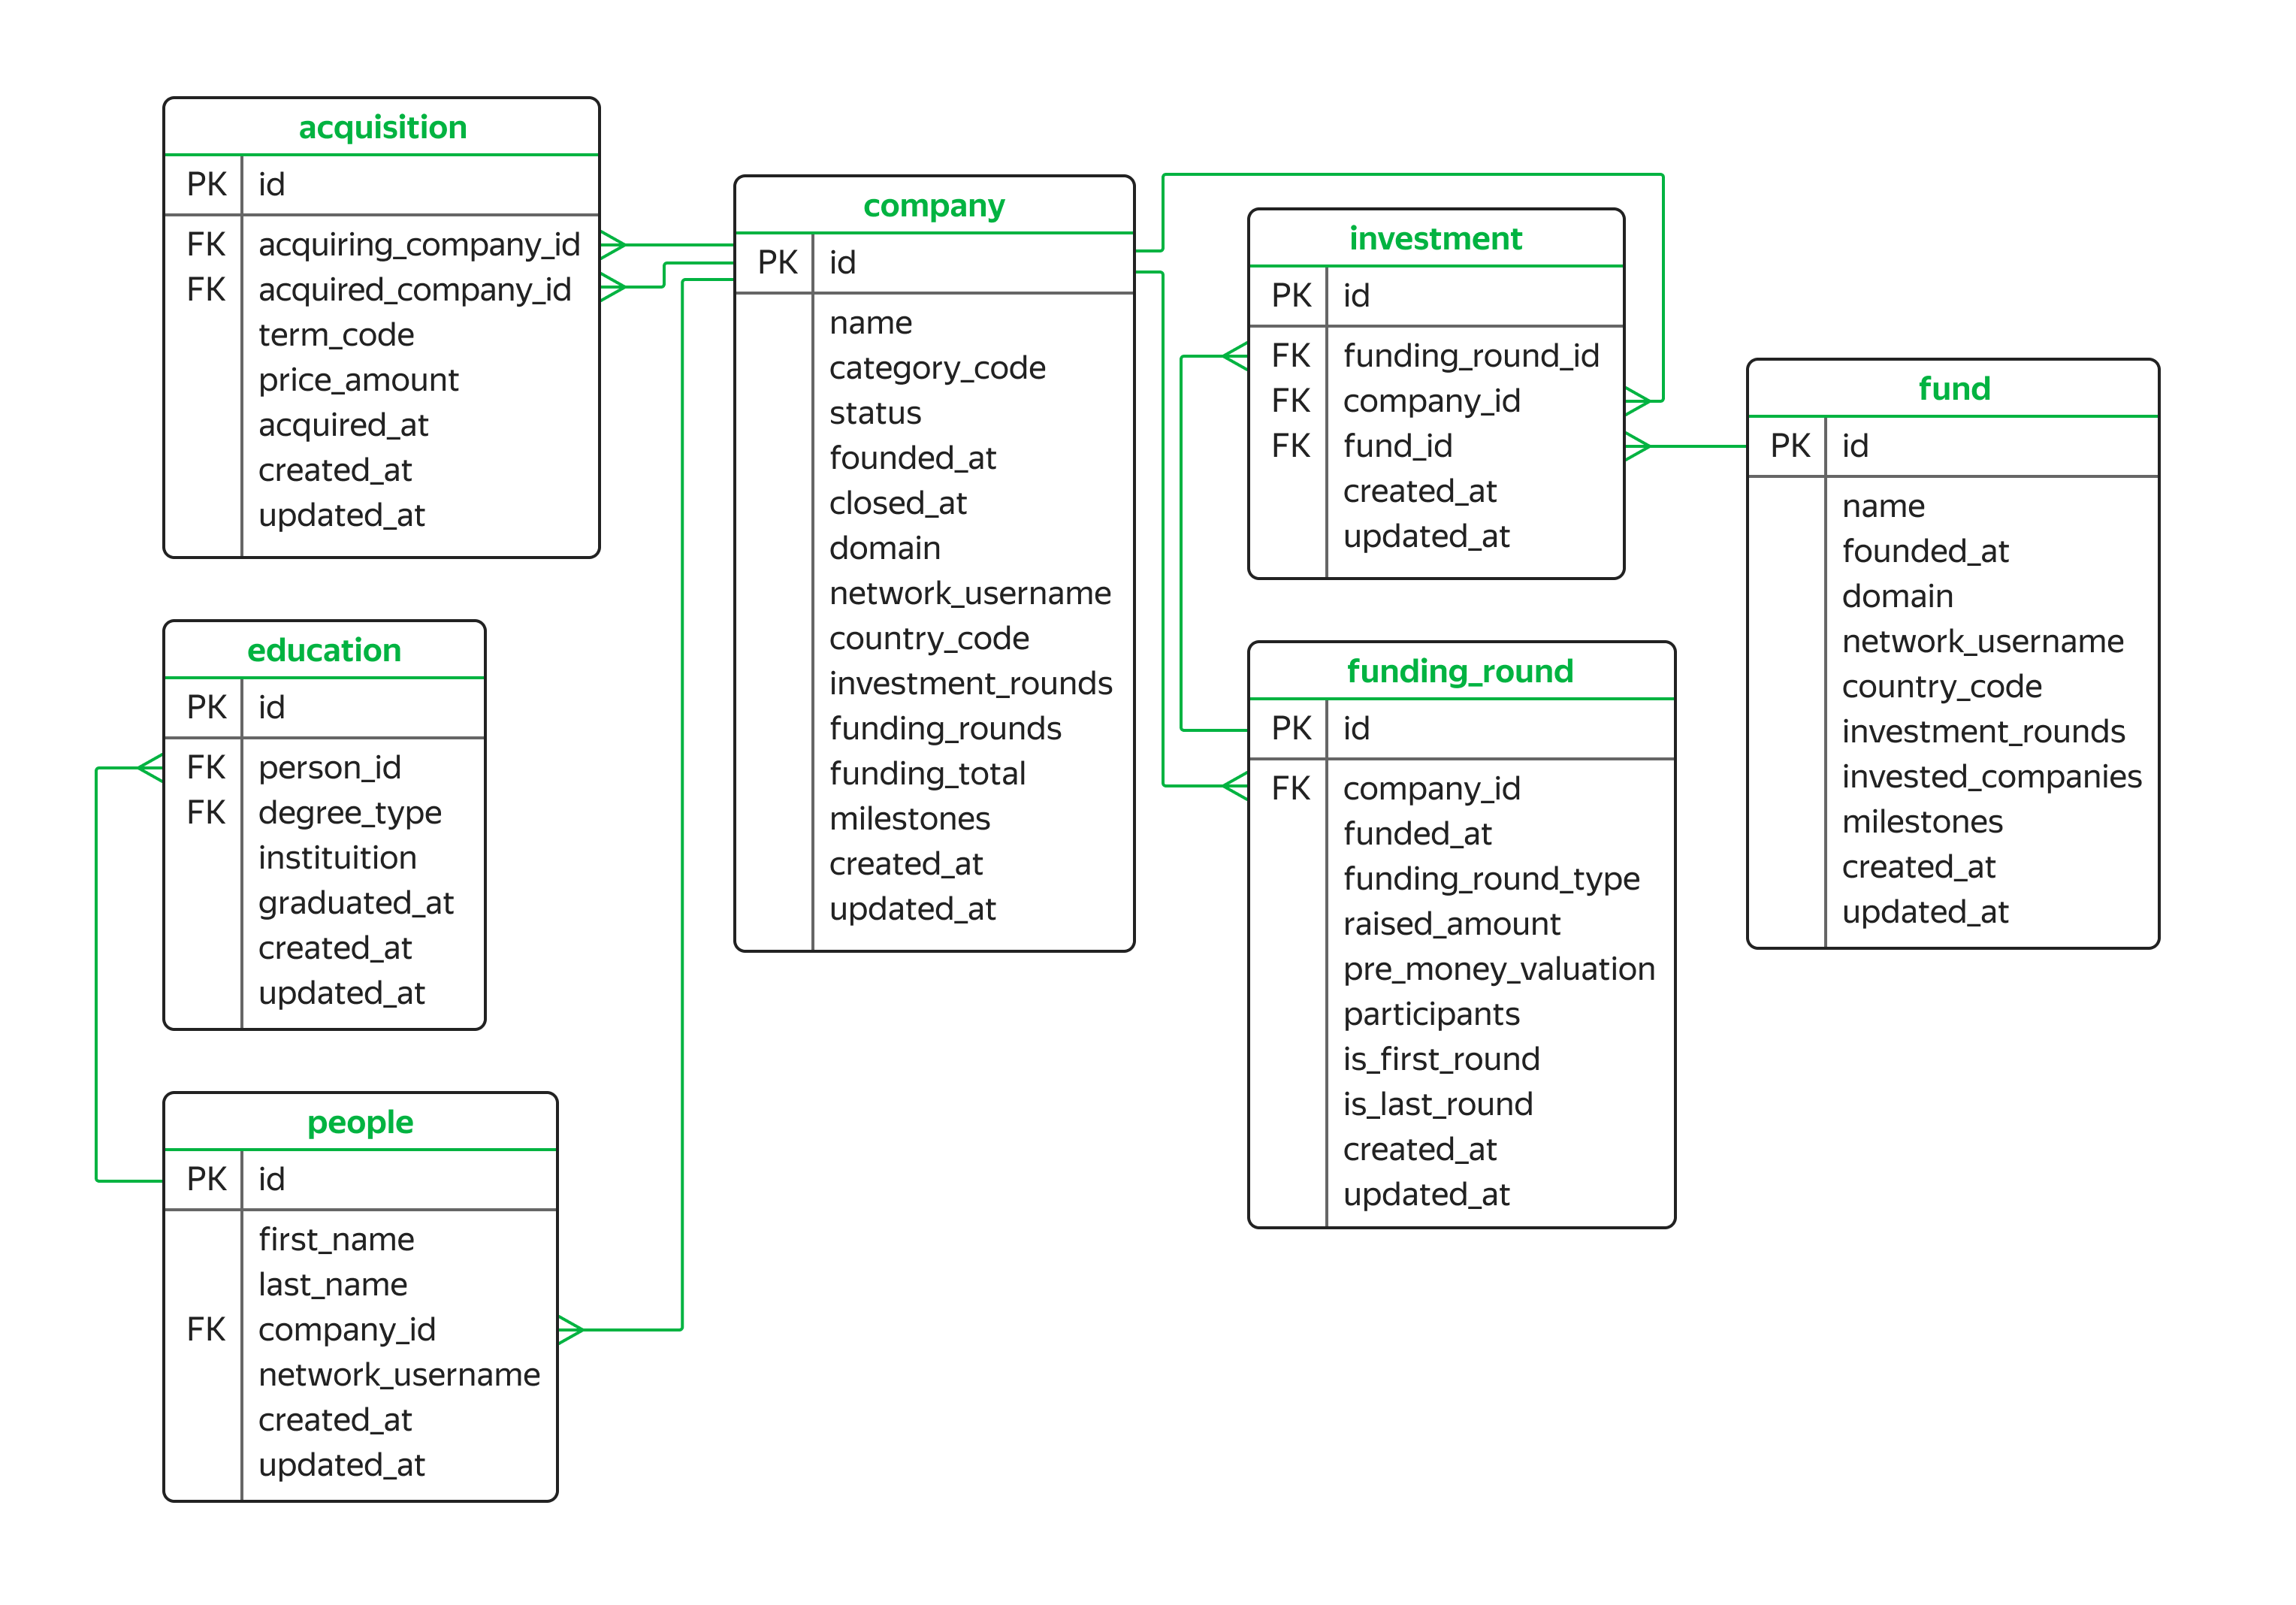 acquisition
PK id
FK acquiring_company_id
FK acquired_company_id
term_code
price_amount
acquired_at
created_at
updated_at
education
PK id
FK person_id
FK degree_type
instituition
graduated_at
created_at
updated_at
people
PK id
first_name
last_name
FK company_id
network_username
created_at
updated_at
company
PK id
name
category_code
status
founded_at
closed_at
domain
network_username
country_code
investment_rounds
funding_rounds
funding_total
milestones
created_at
updated_at
investment
PK id
FK funding_round_id
FK company_id
FK fund_id
created_at
updated_at
funding_round
PK id
FK company_id
funded_at
funding_round_type
raised_amount
pre_money_valuation
participants
is_first_round
is_last_round
created_at
updated_at
fund
PK id
name
founded_at
domain
network_username
country_code
investment_rounds
invested_companies
milestones
created_at
updated_at